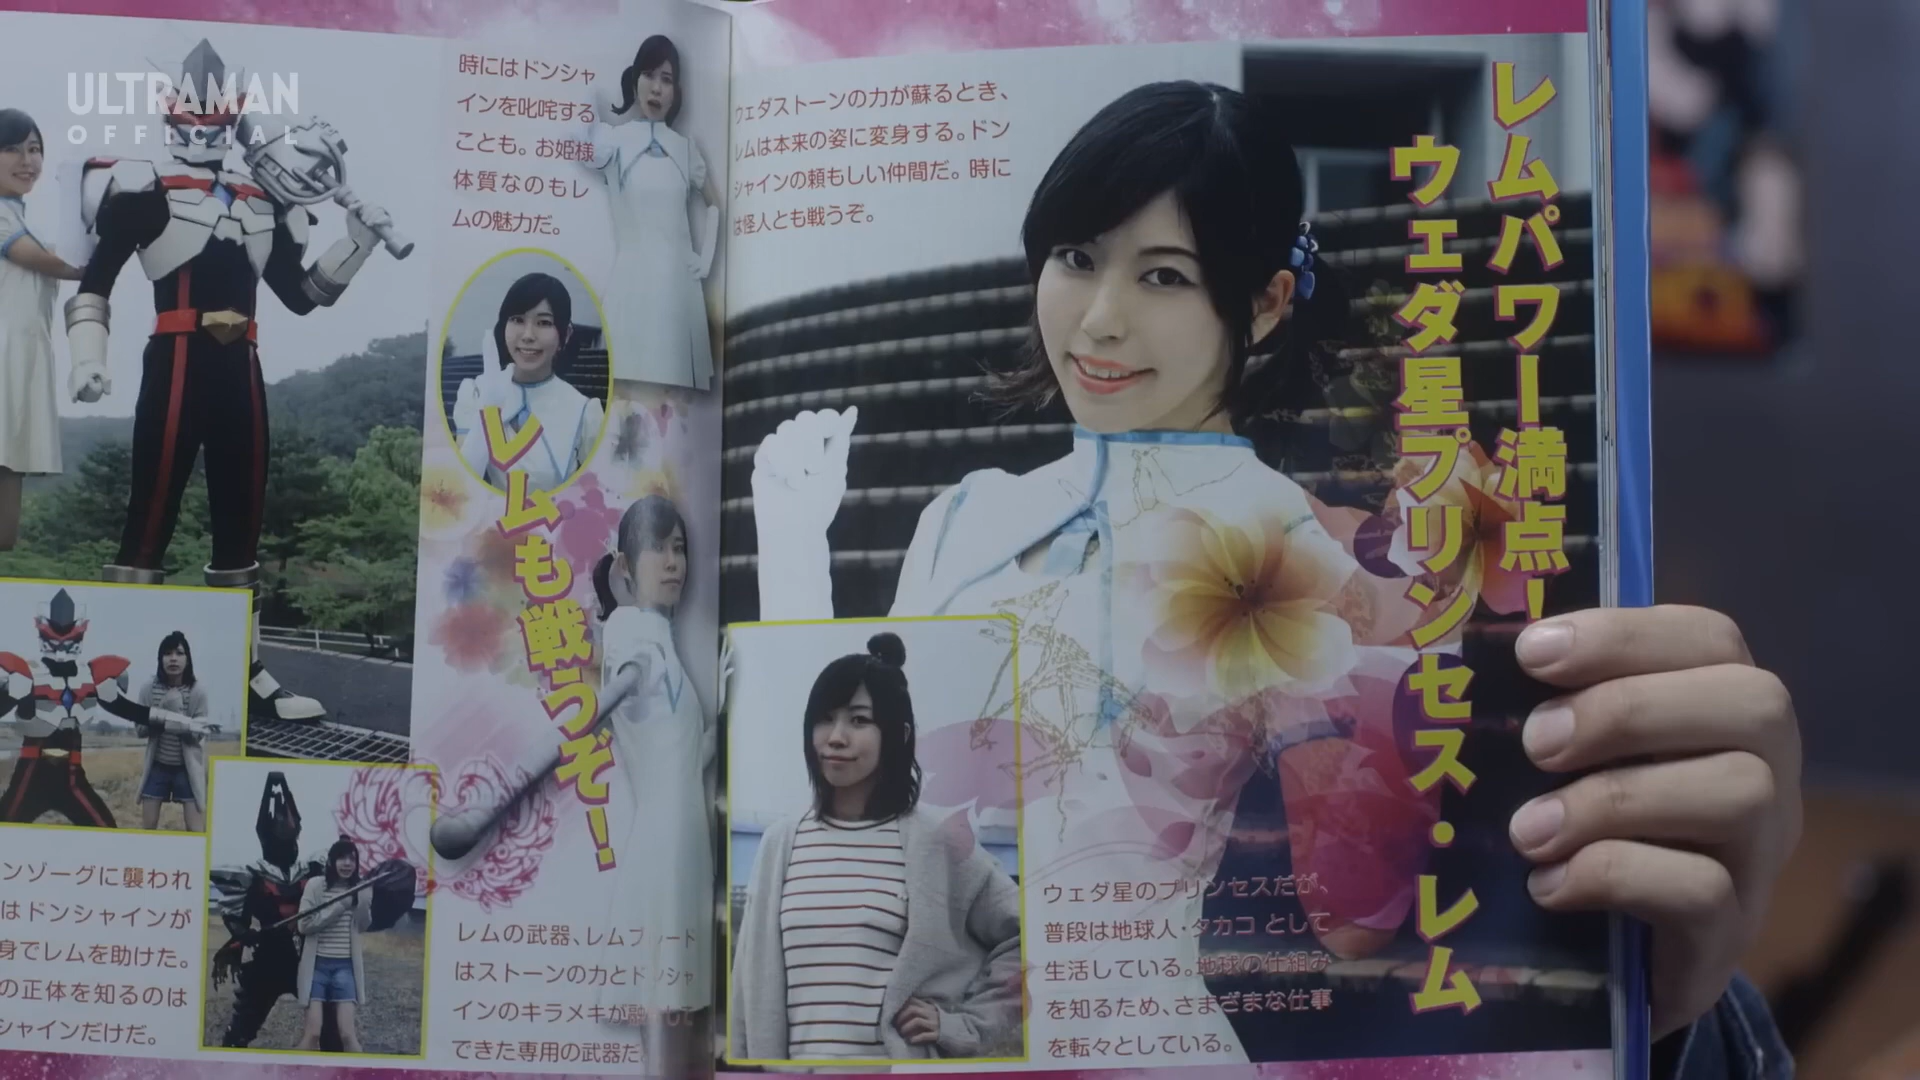 ULTRAMAN
OFFICIAL
レムパワー満点!
ウェダ星プリンセス・レム
ウェダストーンの力が蘇るとき、
レムは本来の姿に変身する。ドン
シャインの頼もしい仲間だ。時に
は怪人とも戦うぞ。
ウェダ星のプリンセスだが、
普段は地球人・タカコ として
生活している。地球の仕組み
を知るため、さまざまな仕事
を転々としている。
時にはドンシャ
インを叱咤する
ことも。お姫様
体質なのもレ
ムの魅力だ。
レムも戦うぞ!
レムの武器、レムブレード
はストーンの力とドンシャ
インのキラメキが融合して
できた専用の武器だ
ンゾーグに襲われ
はドンシャインが
身でレムを助けた。
の正体を知るのは
シャインだけだ。